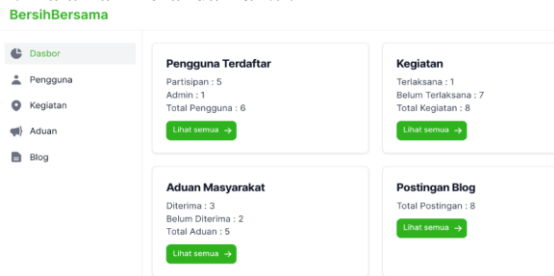 BersihBersama
Dasbor
Pengguna
Kegiatan
Aduan
Blog
Pengguna Terdaftar
Partisipan : 5
Admin : 1
Total Pengguna : 6
Lihat semua →
Kegiatan
Terlaksana : 1
Belum Terlaksana : 7
Total Kegiatan : 8
Lihat semua →
Aduan Masyarakat
Diterima : 3
Belum Diterima : 2
Total Aduan : 5
Lihat semua →
Postingan Blog
Total Postingan : 8
Lihat semua →